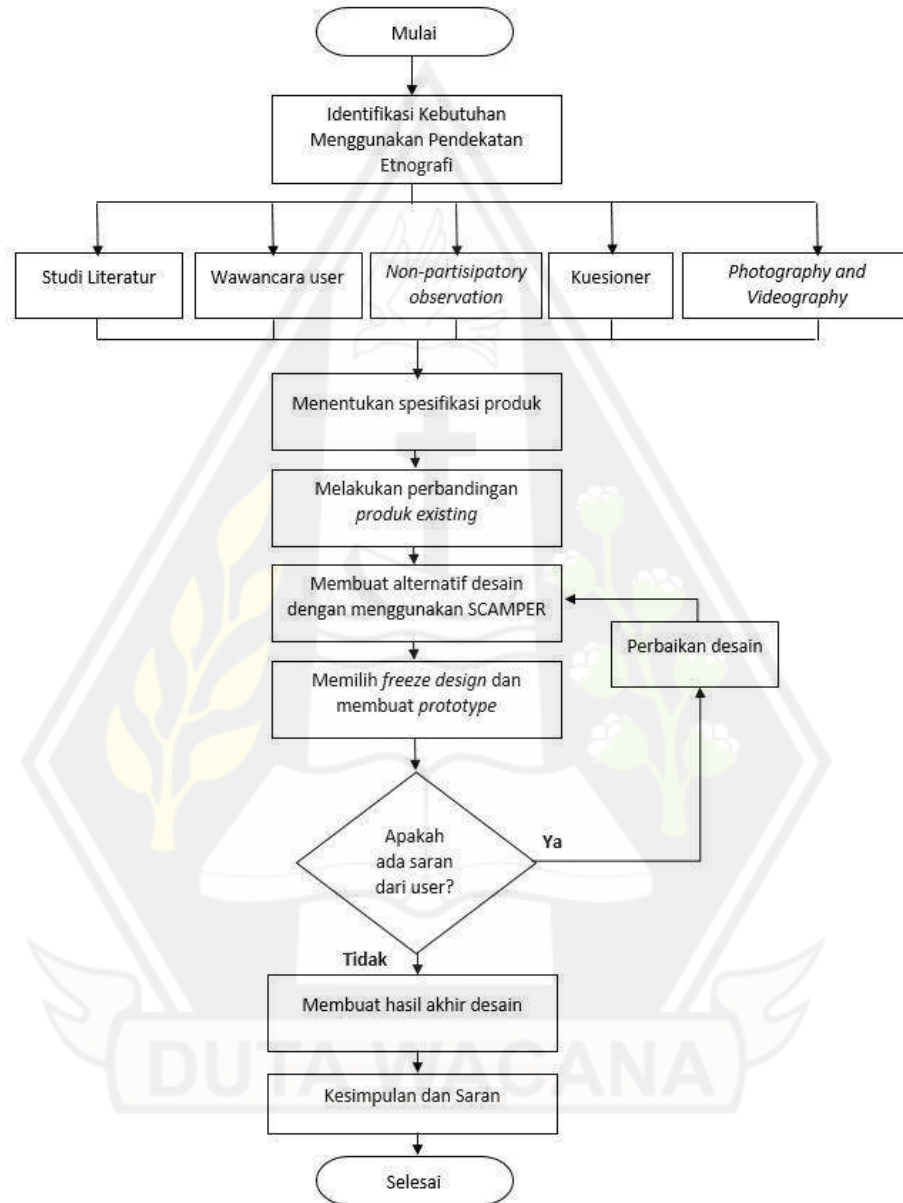 Mulai
Identifikasi Kebutuhan
Menggunakan Pendekatan
Etnografi
Studi Literatur
Wawancara user
Non-partisipatory
observation
Kuesioner
Photography and
Videography
Menentukan spesifikasi produk
Melakukan perbandingan
produk existing
Membuat alternatif desain
dengan menggunakan SCAMPER
Perbaikan desain
Memilih freeze design dan
membuat prototype
Apakah
ada saran
dari user?
Ya
Tidak
Membuat hasil akhir desain
DUTA WACANA
Kesimpulan dan Saran
Selesai